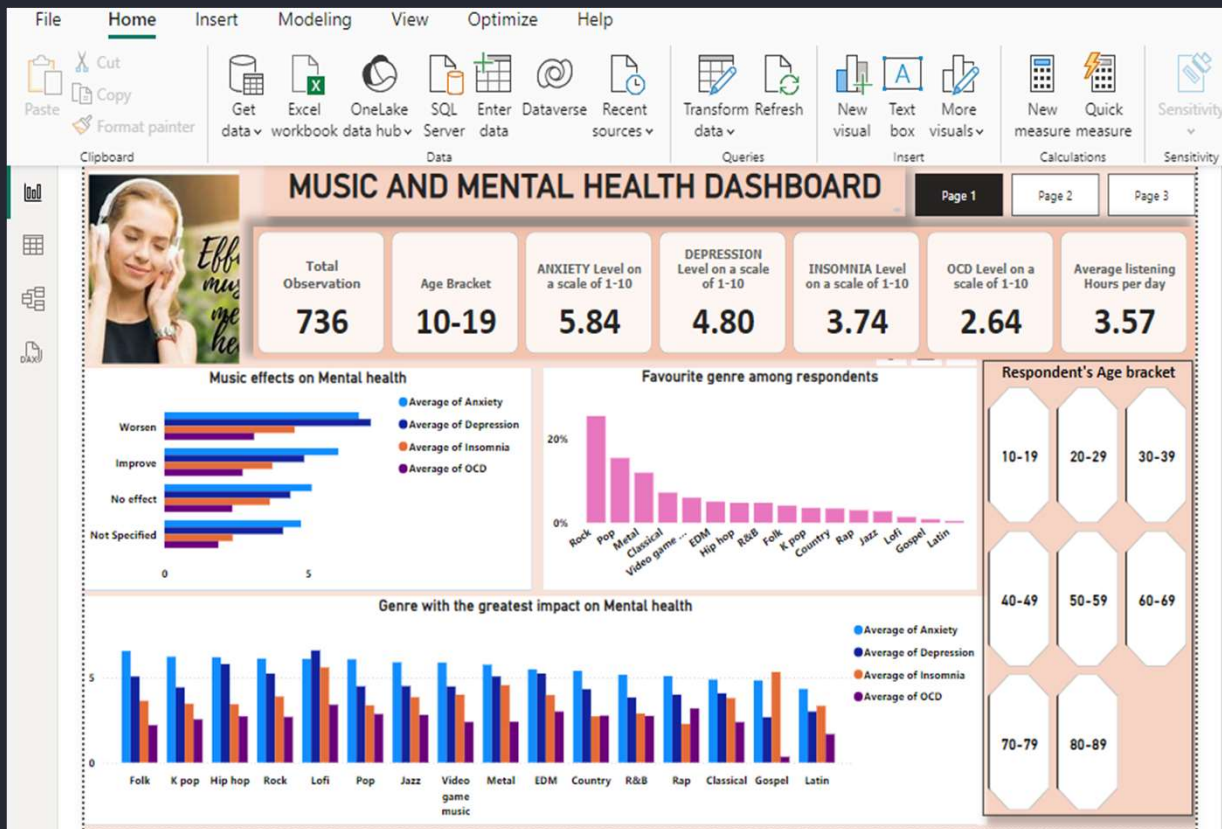 File Home Insert Modeling View Optimize Help
Paste
Cut
Copy
Format painter
Clipboard
Get
data
Excel
workbook
OneLake
data hub
SQL
Server
Enter
data
Dataverse
Recent
sources
Data
Transform
data
Refresh
Queries
New
visual
Text
box
More
visuals
Insert
New
measure
Quick
measure
Calculations
Sensitivity
Sensitivity
DAX
MUSIC AND MENTAL HEALTH DASHBOARD
Page 1
Page 2
Page 3
Total
Observation
736
Age Bracket
10-19
ANXIETY Level on
a scale of 1-10
5.84
DEPRESSION
Level on a scale
of 1-10
4.80
INSOMNIA Level
on a scale of 1-10
3.74
OCD Level on a
scale of 1-10
2.64
Average listening
Hours per day
3.57
Music effects on Mental health
Average of Anxiety
Average of Depression
Average of Insomnia
Average of OCD
Worsen
Improve
No effect
Not Specified
0 5
Favourite genre among respondents
20%
0%
Rock
Pop
Metal
Classical
Video game ...
EDM
Hip hop
R&B
Folk
K pop
Country
Rap
Jazz
Lofi
Gospel
Latin
Respondent's Age bracket
10-19 20-29 30-39
40-49 50-59 60-69
70-79 80-89
Genre with the greatest impact on Mental health
Average of Anxiety
Average of Depression
Average of Insomnia
Average of OCD
5
0
Folk
K pop
Hip hop
Rock
Lofi
Pop
Jazz
Video
game
music
Metal
EDM
Country
R&B
Rap
Classical
Gospel
Latin